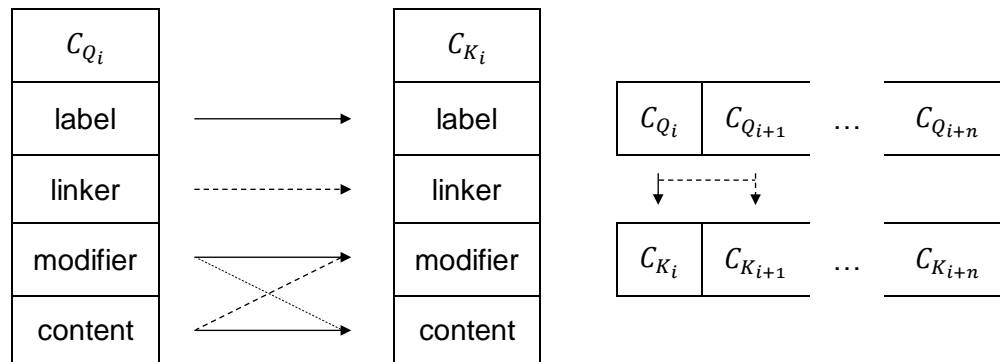 C_{Q_i} C_{K_i}
label label C_{Q_i} C_{Q_{i+1}} … C_{Q_{i+n}}
linker linker
modifier modifier C_{K_i} C_{K_{i+1}} … C_{K_{i+n}}
content content